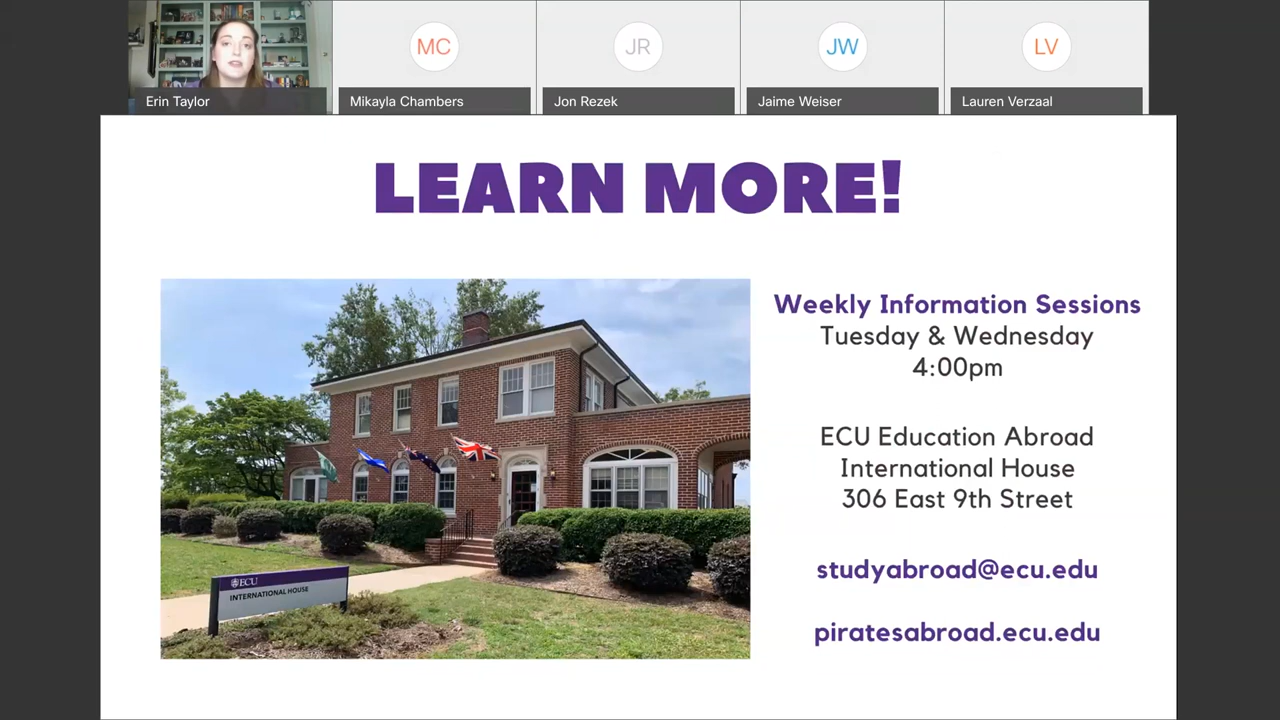 MC
JR
JW
LV
Erin Taylor
Mikayla Chambers
Jon Rezek
Jaime Weiser
Lauren Verzaal
LEARN MORE!
Weekly Information Sessions
Tuesday & Wednesday
4:00pm
ECU Education Abroad
International House
306 East 9th Street
studyabroad@ecu.edu
piratesabroad.ecu.edu
ECU
INTERNATIONAL HOUSE